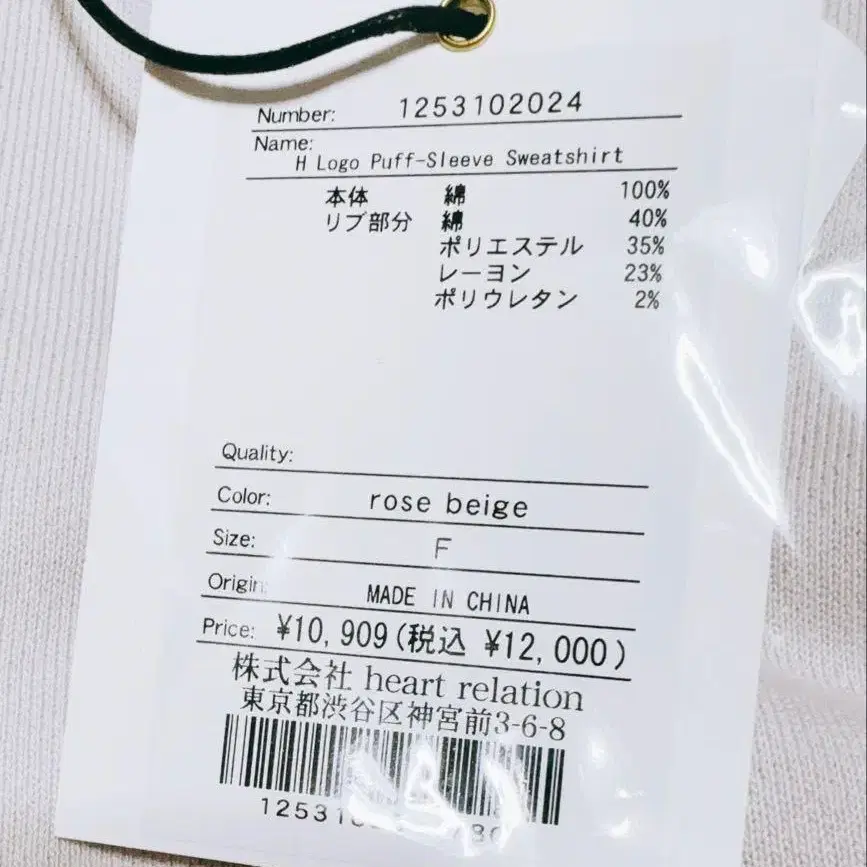 Number: 1253102024
Name:
H Logo Puff-Sleeve Sweatshirt
本体 綿 100%
リブ部分 綿 40%
ポリエステル 35%
レーヨン 23%
ポリウレタン 2%
Quality:
Color: rose beige
Size: F
Origin: MADE IN CHINA
Price: ¥10,909(税込 ¥12,000)
株式会社 heart relation
東京都渋谷区神宮前3-6-8